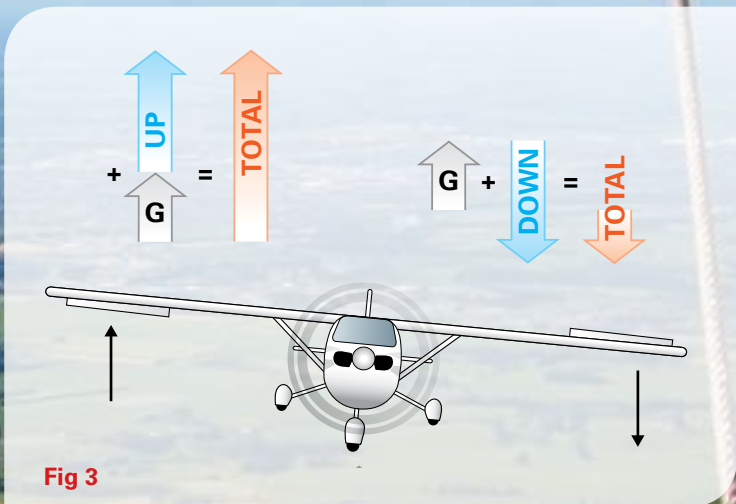 UP
+
G
=
TOTAL
G
+
DOWN
=
TOTAL
Fig 3